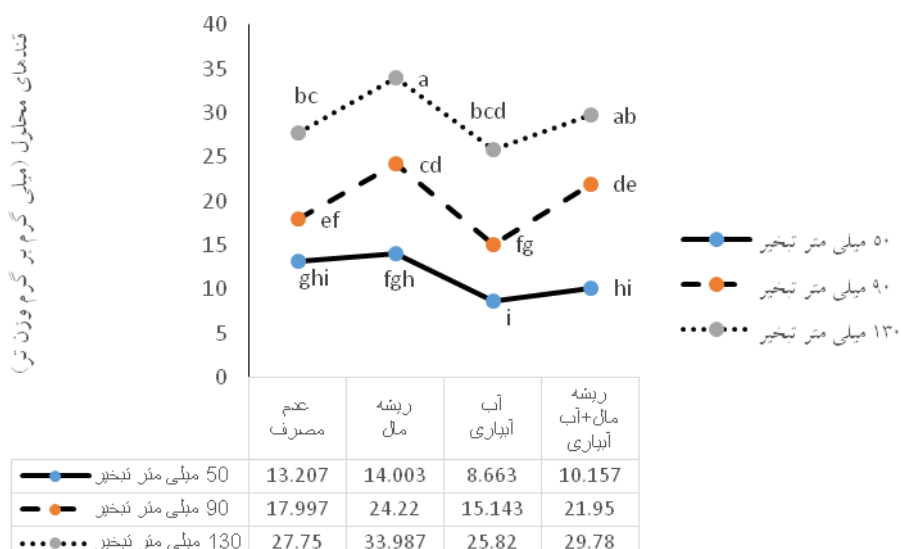 قندهای محلول (میلی گرم بر گرم وزن تر)
40
35
30
25
20
15
10
5
0
bc
a
bcd
ab
ef
cd
fg
de
ghi
fgh
i
hi
۵۰ میلی متر تبخیر
۹۰ میلی متر تبخیر
۱۳۰ میلی متر تبخیر
عدم
مصرف
ریشه
مال
آب
آبیاری
ریشه
مال+آب
آبیاری
50 میلی متر تبخیر 13.207 14.003 8.663 10.157
90 میلی متر تبخیر 17.997 24.22 15.143 21.95
130 میلی متر تبخیر 27.75 33.987 25.82 29.78